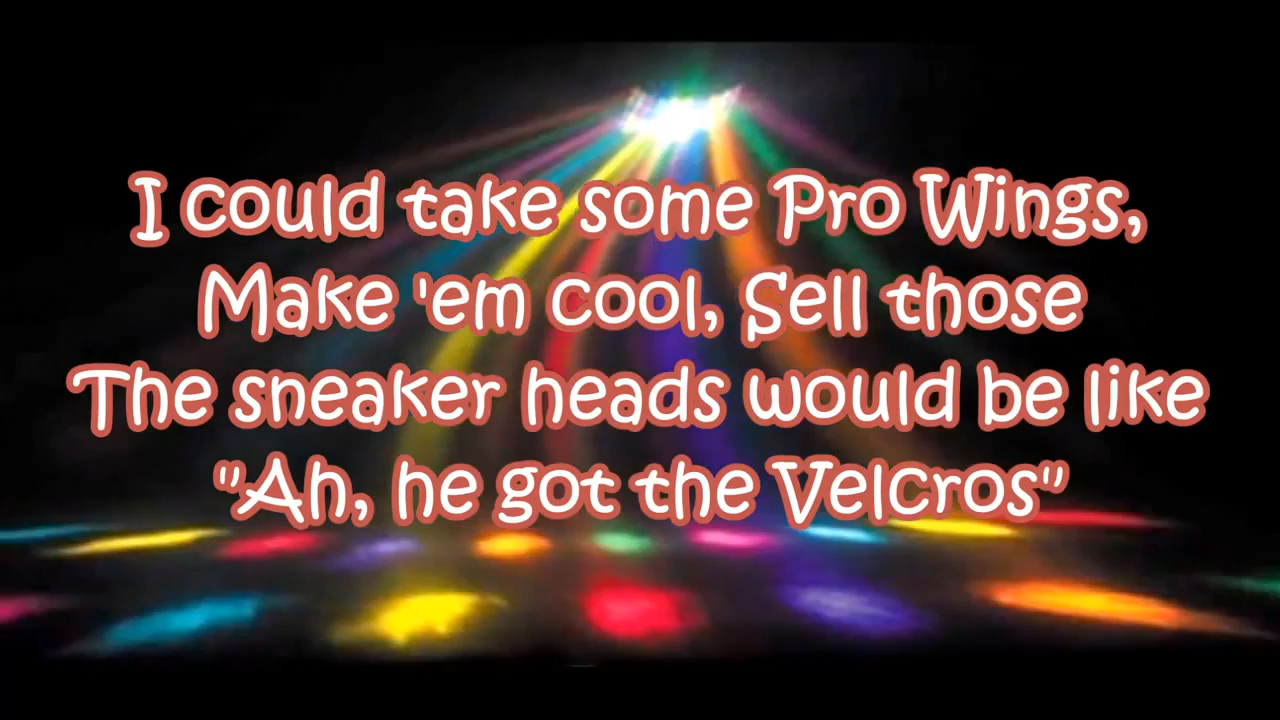 I could take some Pro Wings,
Make 'em cool, Sell those
The sneaker heads would be like
"Ah, he got the Velcros"